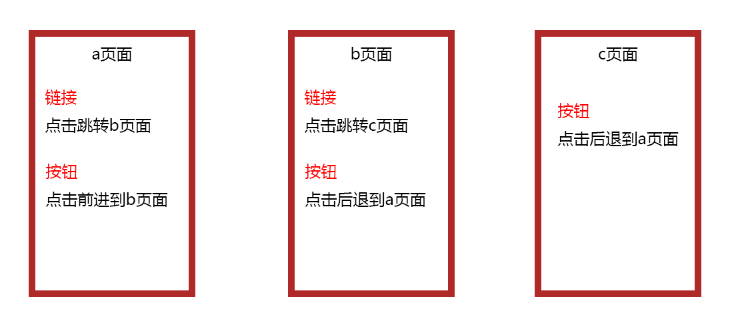 a页面
链接
点击跳转b页面
按钮
点击前进到b页面
b页面
链接
点击跳转c页面
按钮
点击后退到a页面
c页面
按钮
点击后退到a页面